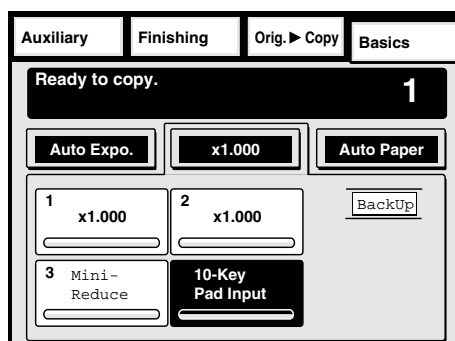 Auxiliary Finishing Orig. ▶ Copy Basics
Ready to copy. 1
Auto Expo. x1.000 Auto Paper
1 x1.000 2 x1.000 BackUp
3 Mini-
Reduce
10-Key
Pad Input